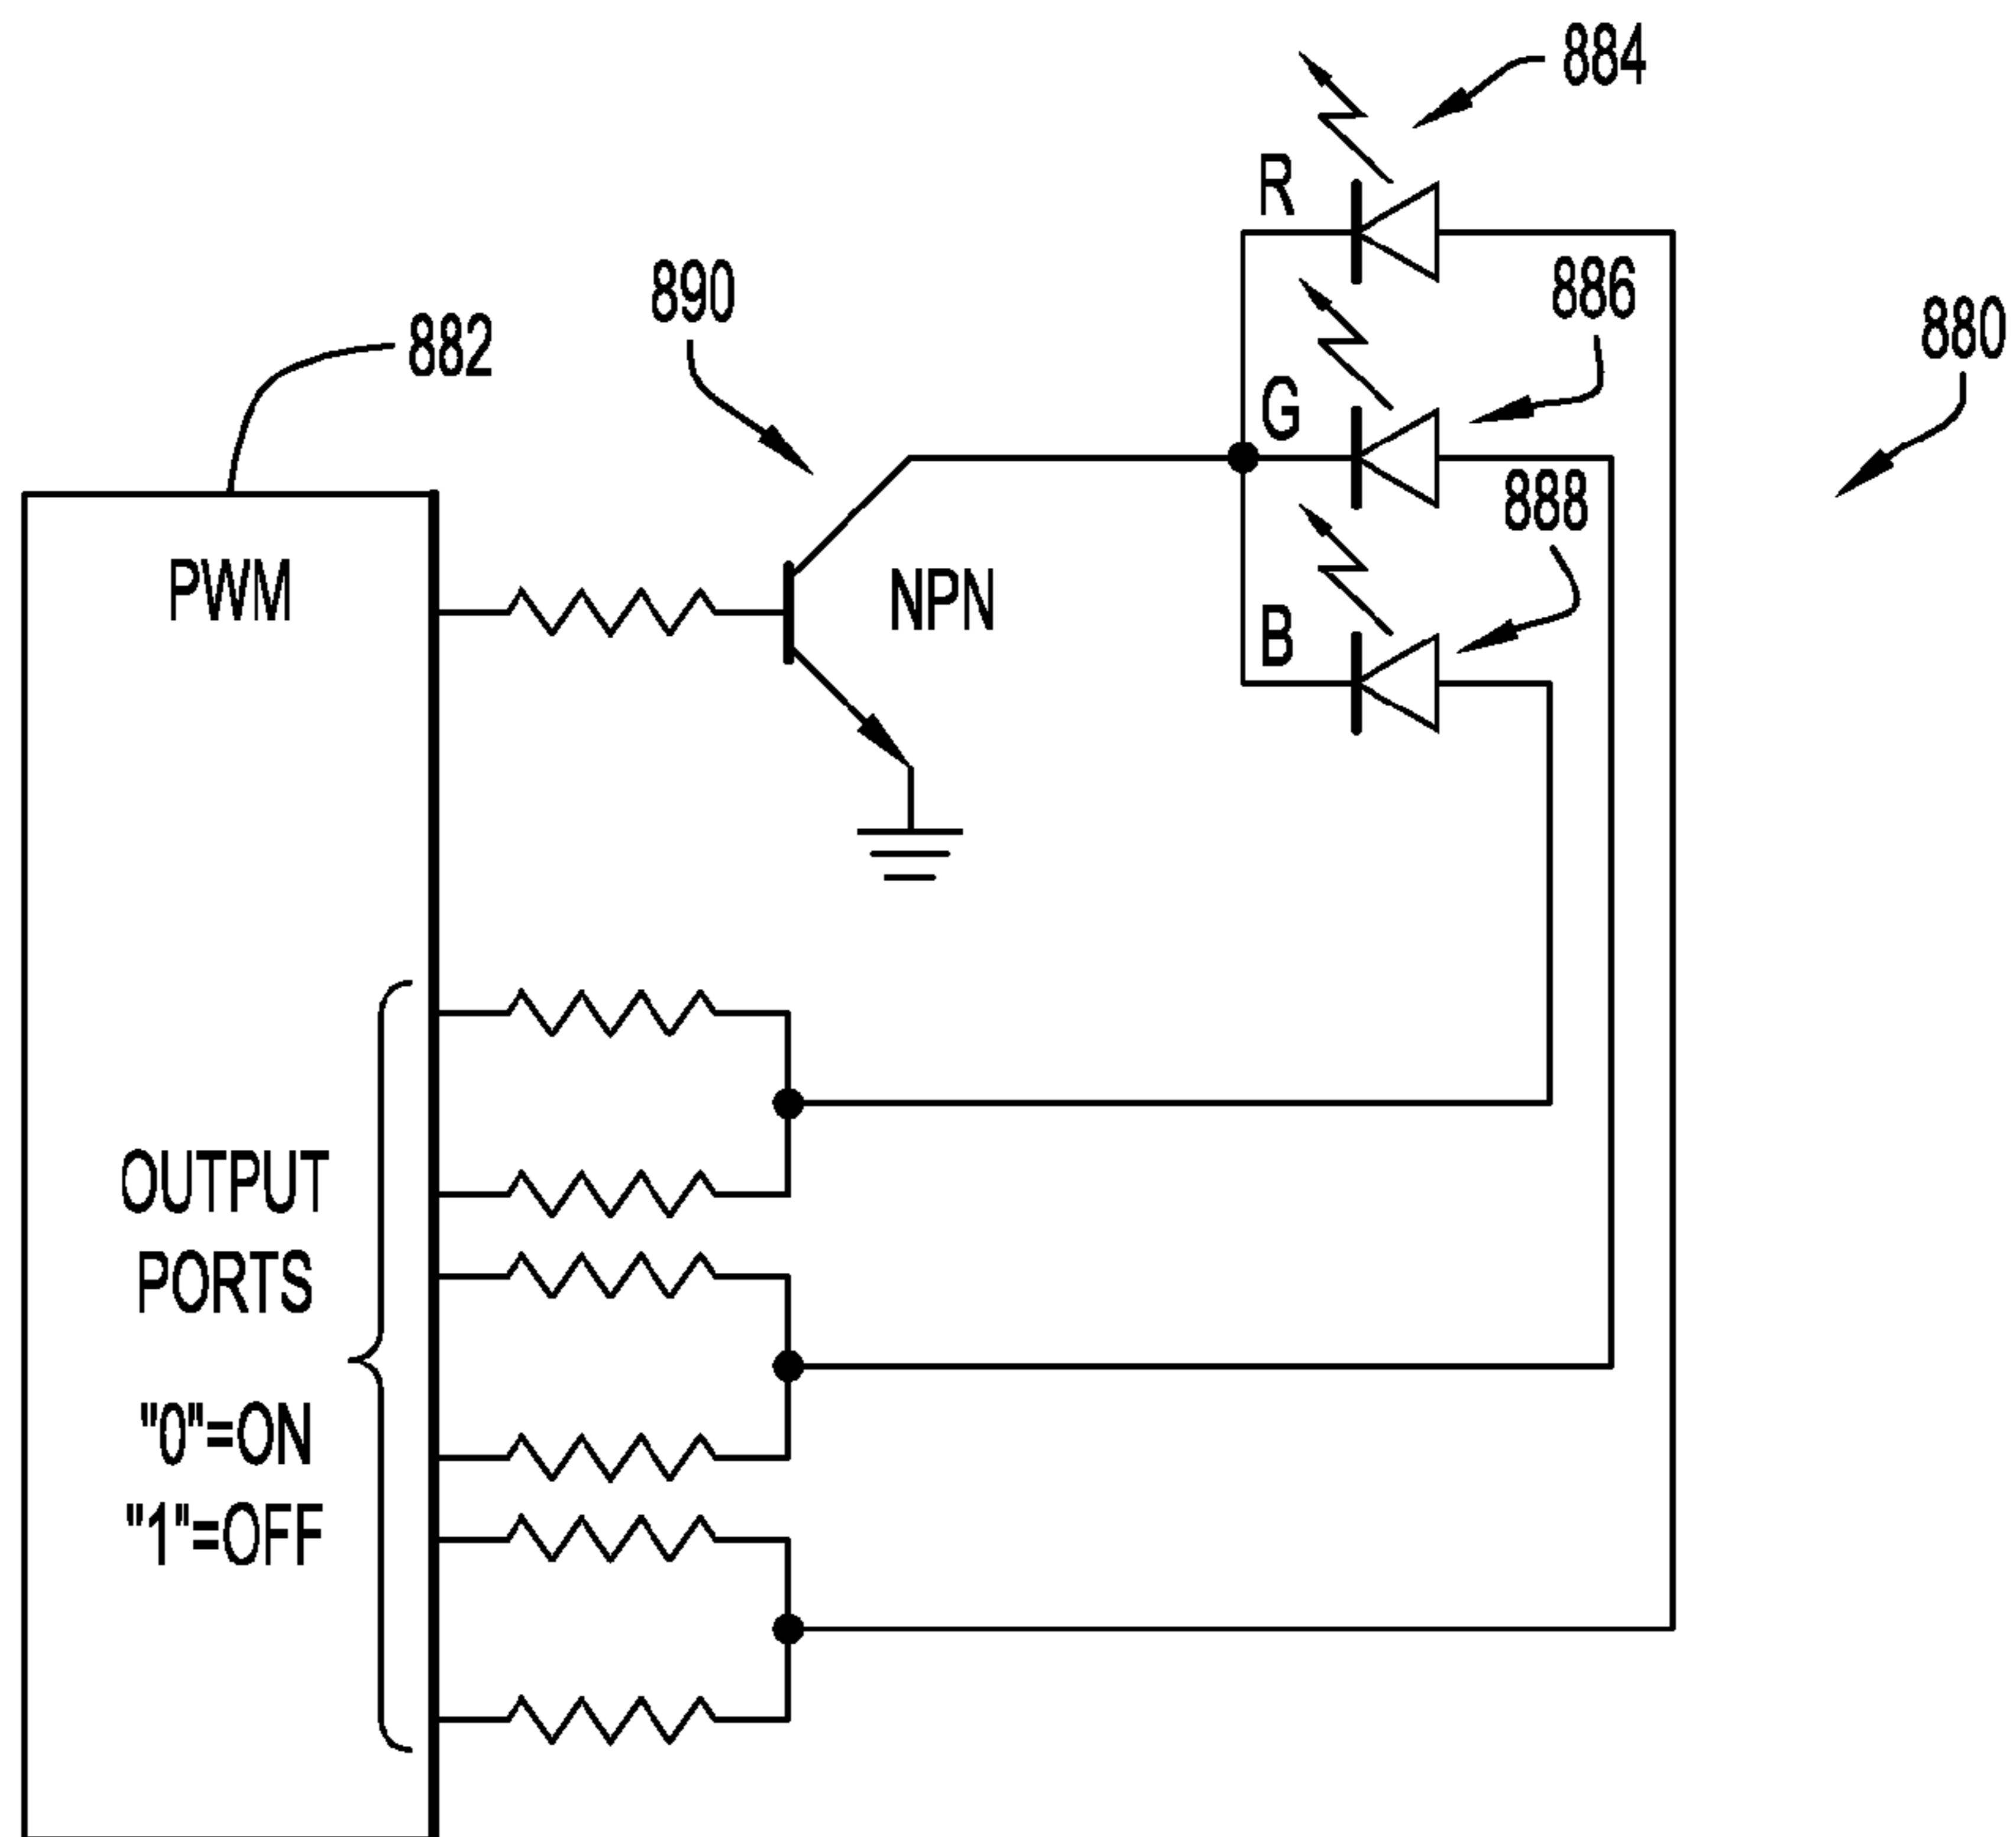 884
R
890
886
880
882
G
888
PWM
NPN
B
OUTPUT
PORTS
"0"=ON
"1"=OFF